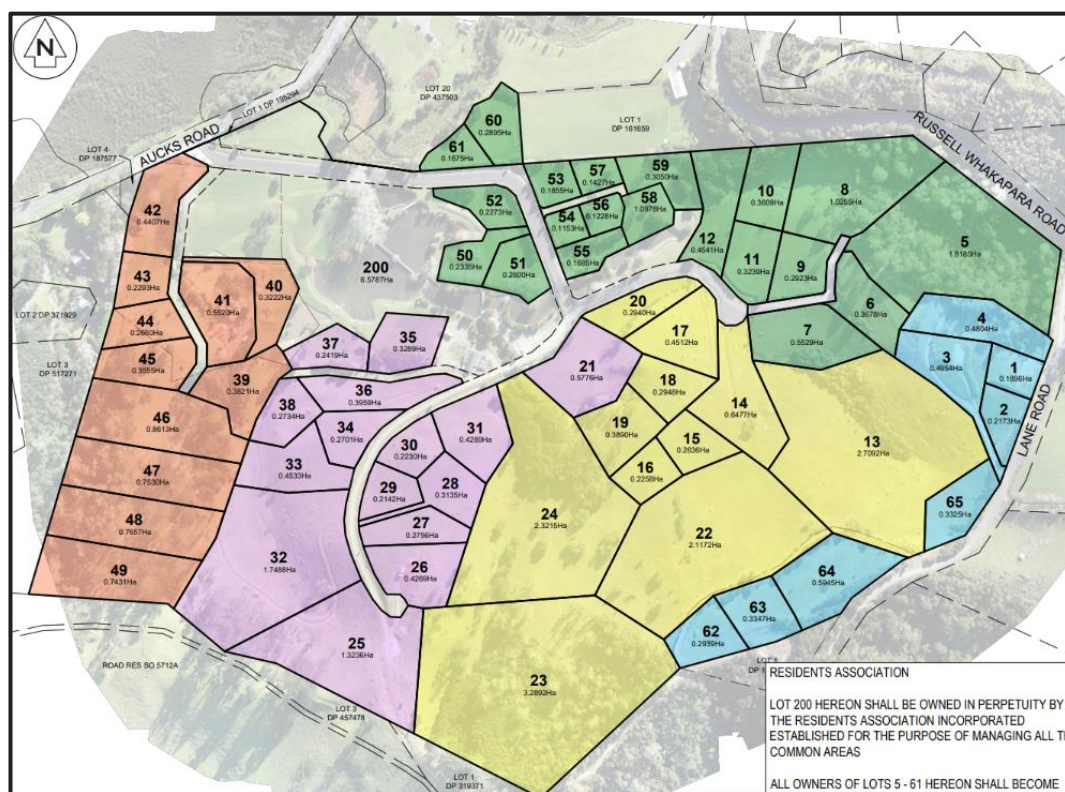 N
LOT 20
DP 437503
LOT 1 DP 195294
AUCKS ROAD
LOT 4
DP 187577
LOT 1
DP 181659
RUSSELL WHAKAPARA ROAD
60
0.2895Ha
61
0.1675Ha
53
0.1855Ha
57
0.1427Ha
59
0.3050Ha
52
0.2273Ha
54
0.1153Ha
56
0.1228Ha
58
1.0978Ha
10
0.3009Ha
8
1.0255Ha
42
0.4407Ha
50
0.2335Ha
51
0.2600Ha
55
12
0.4541Ha
11
0.3239Ha
9
0.2923Ha
5
1.8185Ha
43
0.2293Ha
41
40
0.3222Ha
200
6.5787Ha
LOT 2 DP 371929
44
0.2660Ha
20
0.2940Ha
17
0.4512Ha
7
0.5529Ha
6
0.3678Ha
4
0.4804Ha
37
0.2419Ha
35
0.3289Ha
LOT 3
DP 517271
45
0.3555Ha
39
0.3821Ha
21
0.5776Ha
18
0.2948Ha
3
0.4954Ha
1
0.1896Ha
36
0.3959Ha
38
0.2734Ha
34
0.2701Ha
19
0.3890Ha
14
0.6477Ha
2
0.2173Ha
LANE ROAD
46
0.8613Ha
31
0.4289Ha
30
0.2230Ha
15
0.2636Ha
13
2.7092Ha
33
0.4533Ha
16
0.2256Ha
47
0.7530Ha
29
0.2142Ha
28
0.3135Ha
65
0.3325Ha
48
0.7687Ha
27
0.2756Ha
24
2.3215Ha
22
2.1172Ha
32
1.7488Ha
26
0.4269Ha
49
0.7431Ha
64
0.5945Ha
63
0.3347Ha
62
0.2939Ha
25
1.3236Ha
23
3.2892Ha
ROAD RES SO 5712A
LOT 3
DP 457478
LOT 1
DP 319371
RESIDENTS ASSOCIATION
LOT 200 HEREON SHALL BE OWNED IN PERPETUITY BY
THE RESIDENTS ASSOCIATION INCORPORATED
ESTABLISHED FOR THE PURPOSE OF MANAGING ALL
COMMON AREAS
ALL OWNERS OF LOTS 5 - 61 HEREON SHALL BECOME